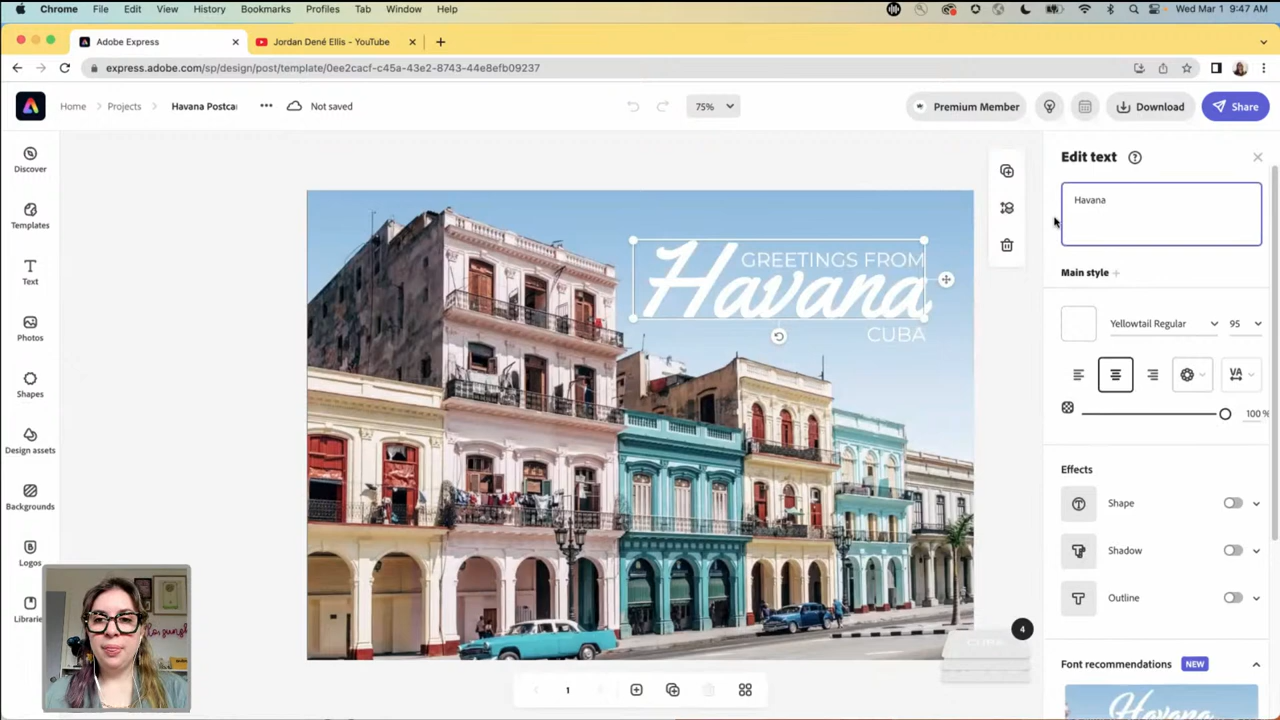 Chrome File Edit View History Bookmarks Profiles Tab Window Help Wed Mar 1 9:47 AM
Adobe Express Jordan Dené Ellis - YouTube
express.adobe.com/sp/design/post/template/0ee2cacf-c45a-43e2-8743-44e8efb09237
Home Projects Havana Postca Not saved 75% Premium Member Download Share
Discover
Templates
Text
Photos
Shapes
Design assets
Backgrounds
Logos
Librarie
GREETINGS FROM
Havana,
CUBA
4
1
Edit text
Havana
Main style
Yellowtail Regular 95
VA
100 %
Effects
Shape
Shadow
Outline
Font recommendations NEW
Havana